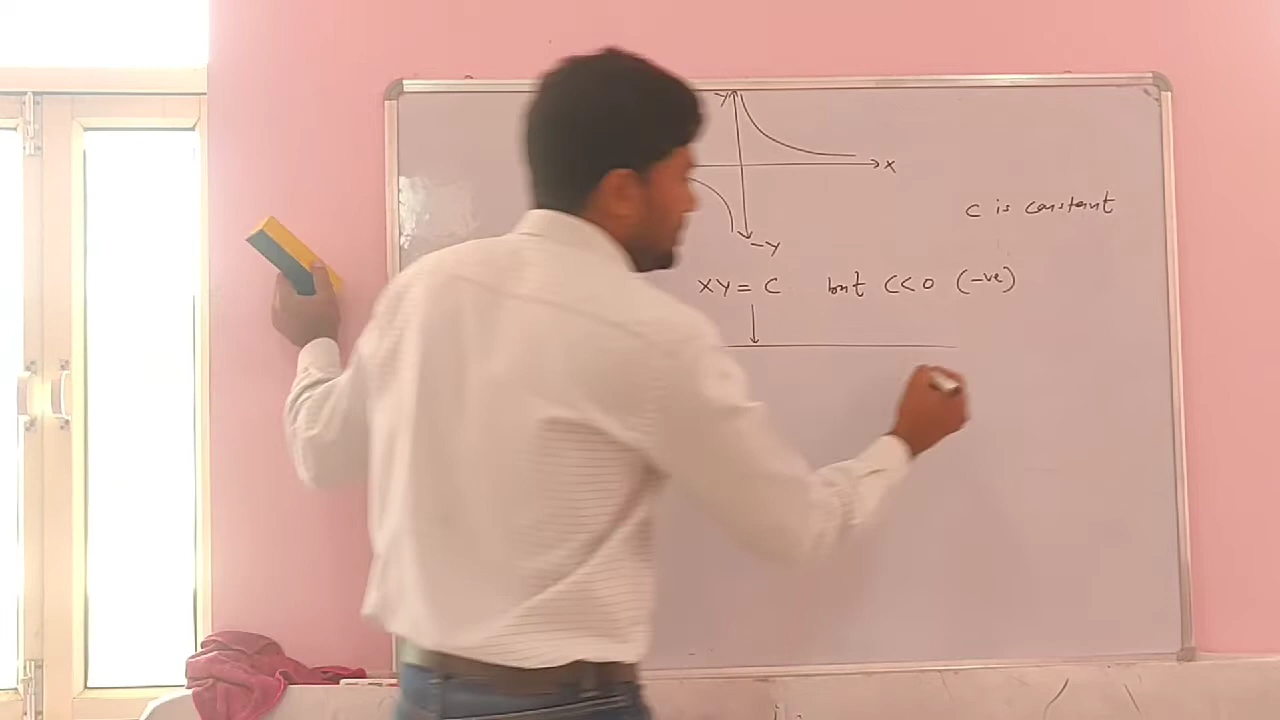 Y
X
C is constant
-Y
XY = C but C<<0 (-ve)